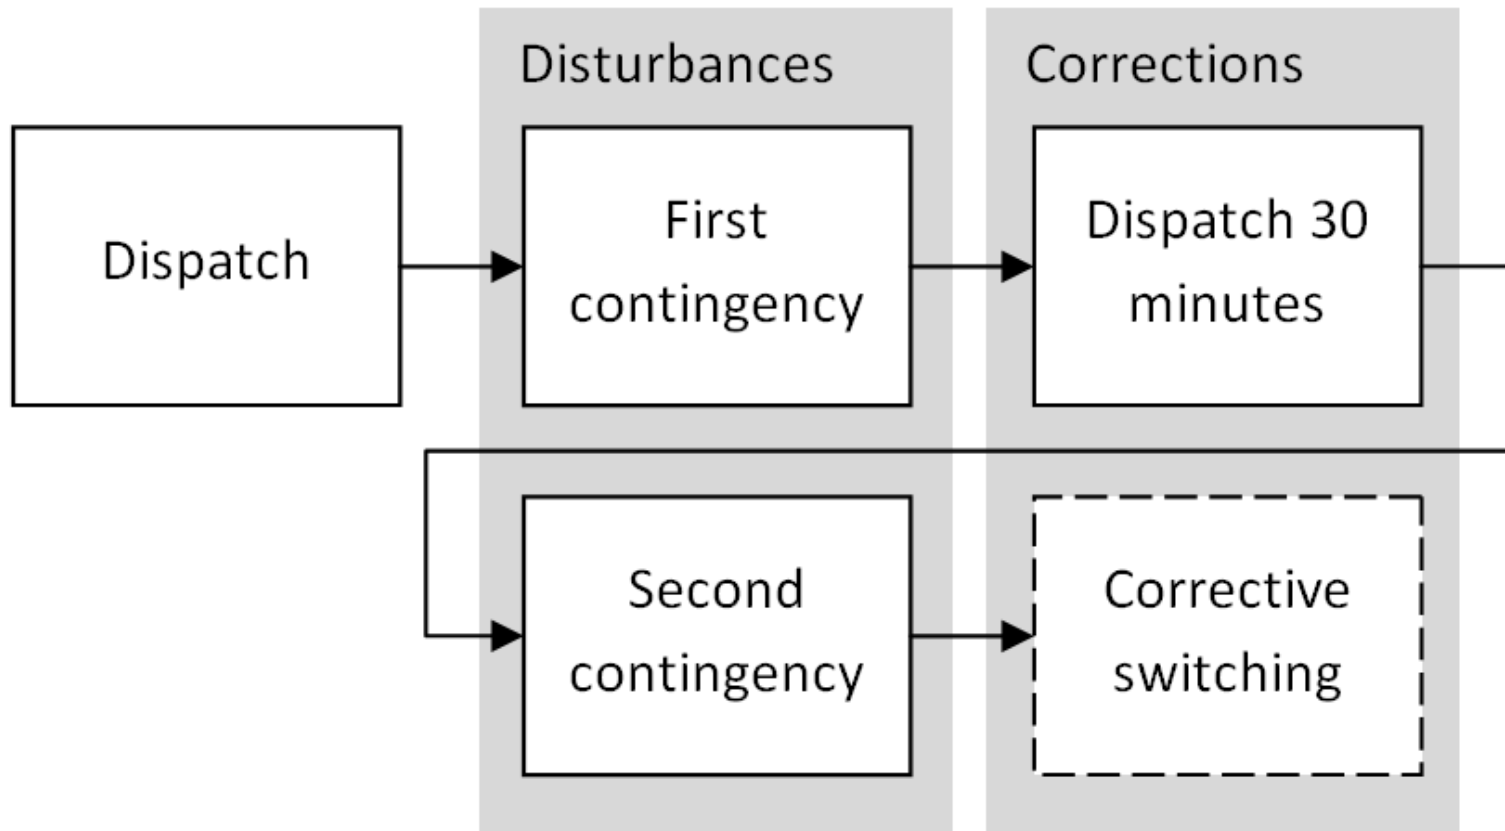 Disturbances
Corrections
Dispatch
First
contingency
Dispatch 30
minutes
Second
contingency
Corrective
switching